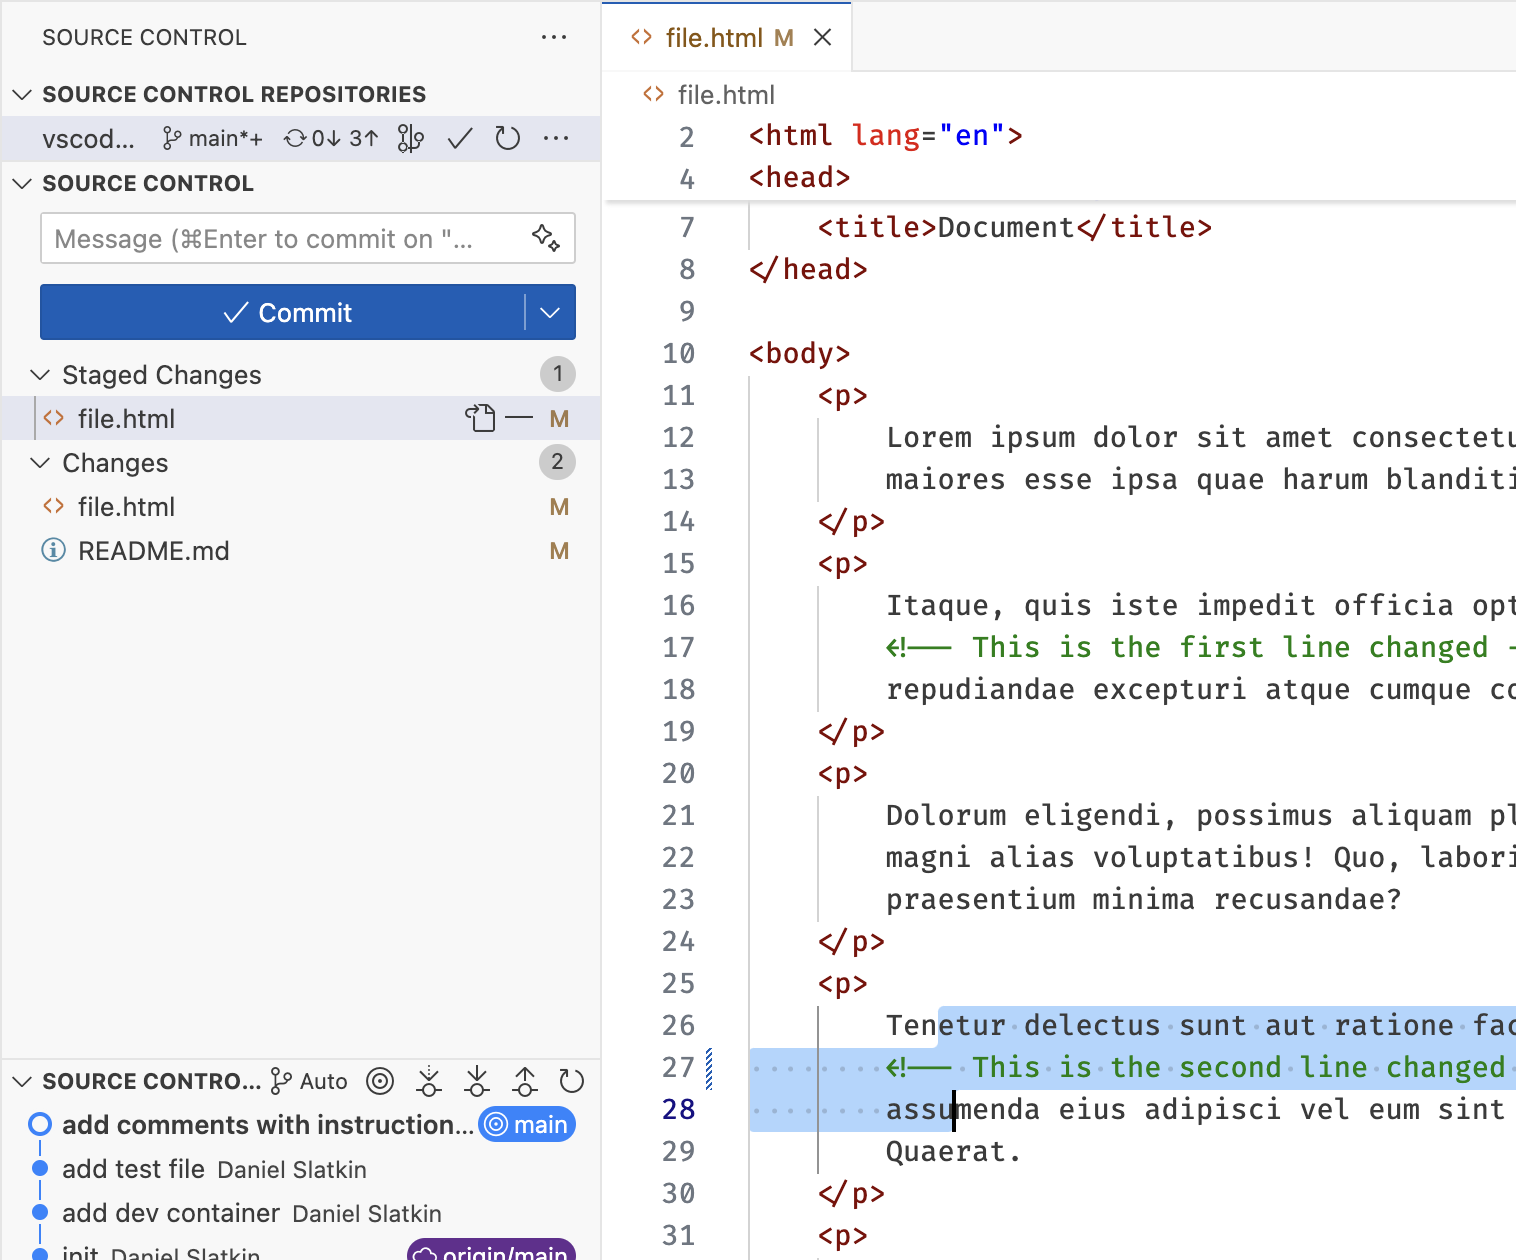 SOURCE CONTROL
SOURCE CONTROL REPOSITORIES
vscod... main*+ 0↓ 3↑
SOURCE CONTROL
Message (⌘Enter to commit on "...
Commit
Staged Changes 1
file.html M
Changes 2
file.html M
README.md M
SOURCE CONTRO... Auto
add comments with instruction... main
add test file Daniel Slatkin
add dev container Daniel Slatkin
init Daniel Slatkin origin/main
file.html M
file.html
2 <html lang="en">
4 <head>
7 <title>Document</title>
8 </head>
9
10 <body>
11 <p>
12 Lorem ipsum dolor sit amet consectetu
13 maiores esse ipsa quae harum blanditi
14 </p>
15 <p>
16 Itaque, quis iste impedit officia opt
17 <!-- This is the first line changed -
18 repudiandae excepturi atque cumque co
19 </p>
20 <p>
21 Dolorum eligendi, possimus aliquam pl
22 magni alias voluptatibus! Quo, labori
23 praesentium minima recusandae?
24 </p>
25 <p>
26 Tenetur delectus sunt aut ratione fac
27 <!-- This is the second line changed
28 assumenda eius adipisci vel eum sint
29 Quaerat.
30 </p>
31 <p>